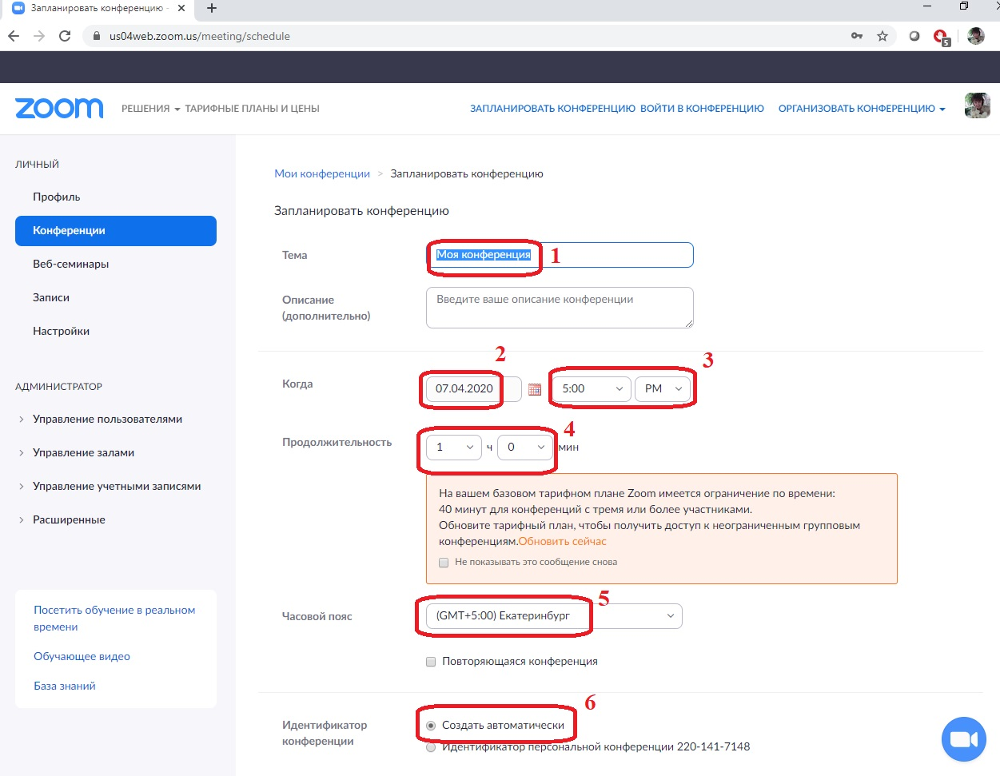 Запланировать конференцию -
us04web.zoom.us/meeting/schedule
5
zoom РЕШЕНИЯ ТАРИФНЫЕ ПЛАНЫ И ЦЕНЫ ЗАПЛАНИРОВАТЬ КОНФЕРЕНЦИЮ ВОЙТИ В КОНФЕРЕНЦИЮ ОРГАНИЗОВАТЬ КОНФЕРЕНЦИЮ
ЛИЧНЫЙ
Профиль
Конференции
Веб-семинары
Записи
Настройки
АДМИНИСТРАТОР
Управление пользователями
Управление залами
Управление учетными записями
Расширенные
Посетить обучение в реальном
времени
Обучающее видео
База знаний
Мои конференции > Запланировать конференцию
Запланировать конференцию
Тема Моя конференция 1
Описание
(дополнительно)
Введите ваше описание конференции
2
3
Когда 07.04.2020 5:00 PM
4
Продолжительность 1 ч 0 мин
На вашем базовом тарифном плане Zoom имеется ограничение по времени:
40 минут для конференций с тремя или более участниками.
Обновите тарифный план, чтобы получить доступ к неограниченным групповым
конференциям.Обновить сейчас
Не показывать это сообщение снова
5
Часовой пояс (GMT+5:00) Екатеринбург
Повторяющаяся конференция
6
Идентификатор
конференции
Создать автоматически
Идентификатор персональной конференции 220-141-7148